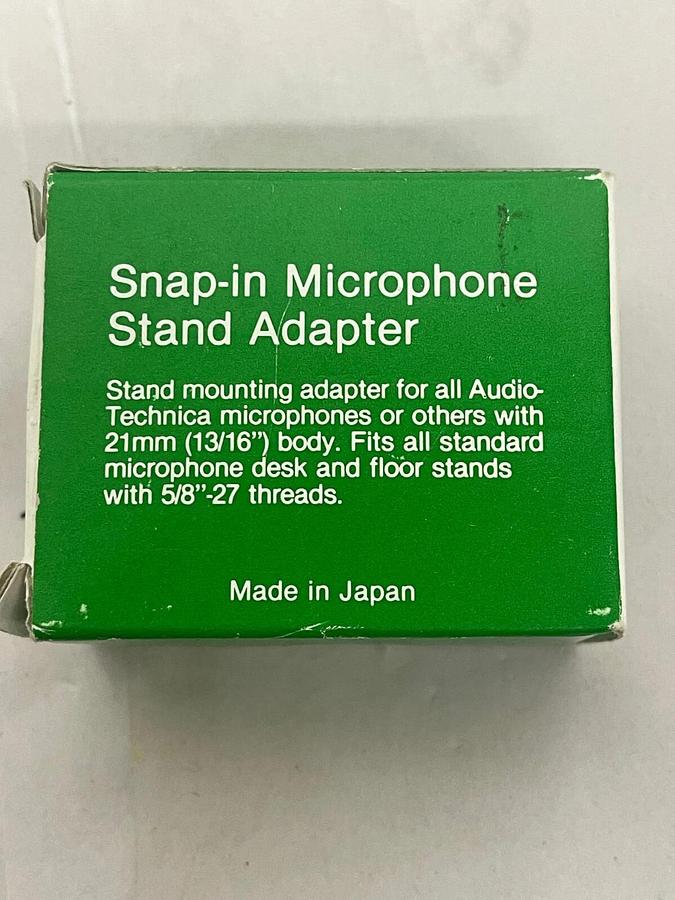 Snap-in Microphone
Stand Adapter
Stand mounting adapter for all Audio-
Technica microphones or others with
21mm (13/16”) body. Fits all standard
microphone desk and floor stands
with 5/8”-27 threads.
Made in Japan